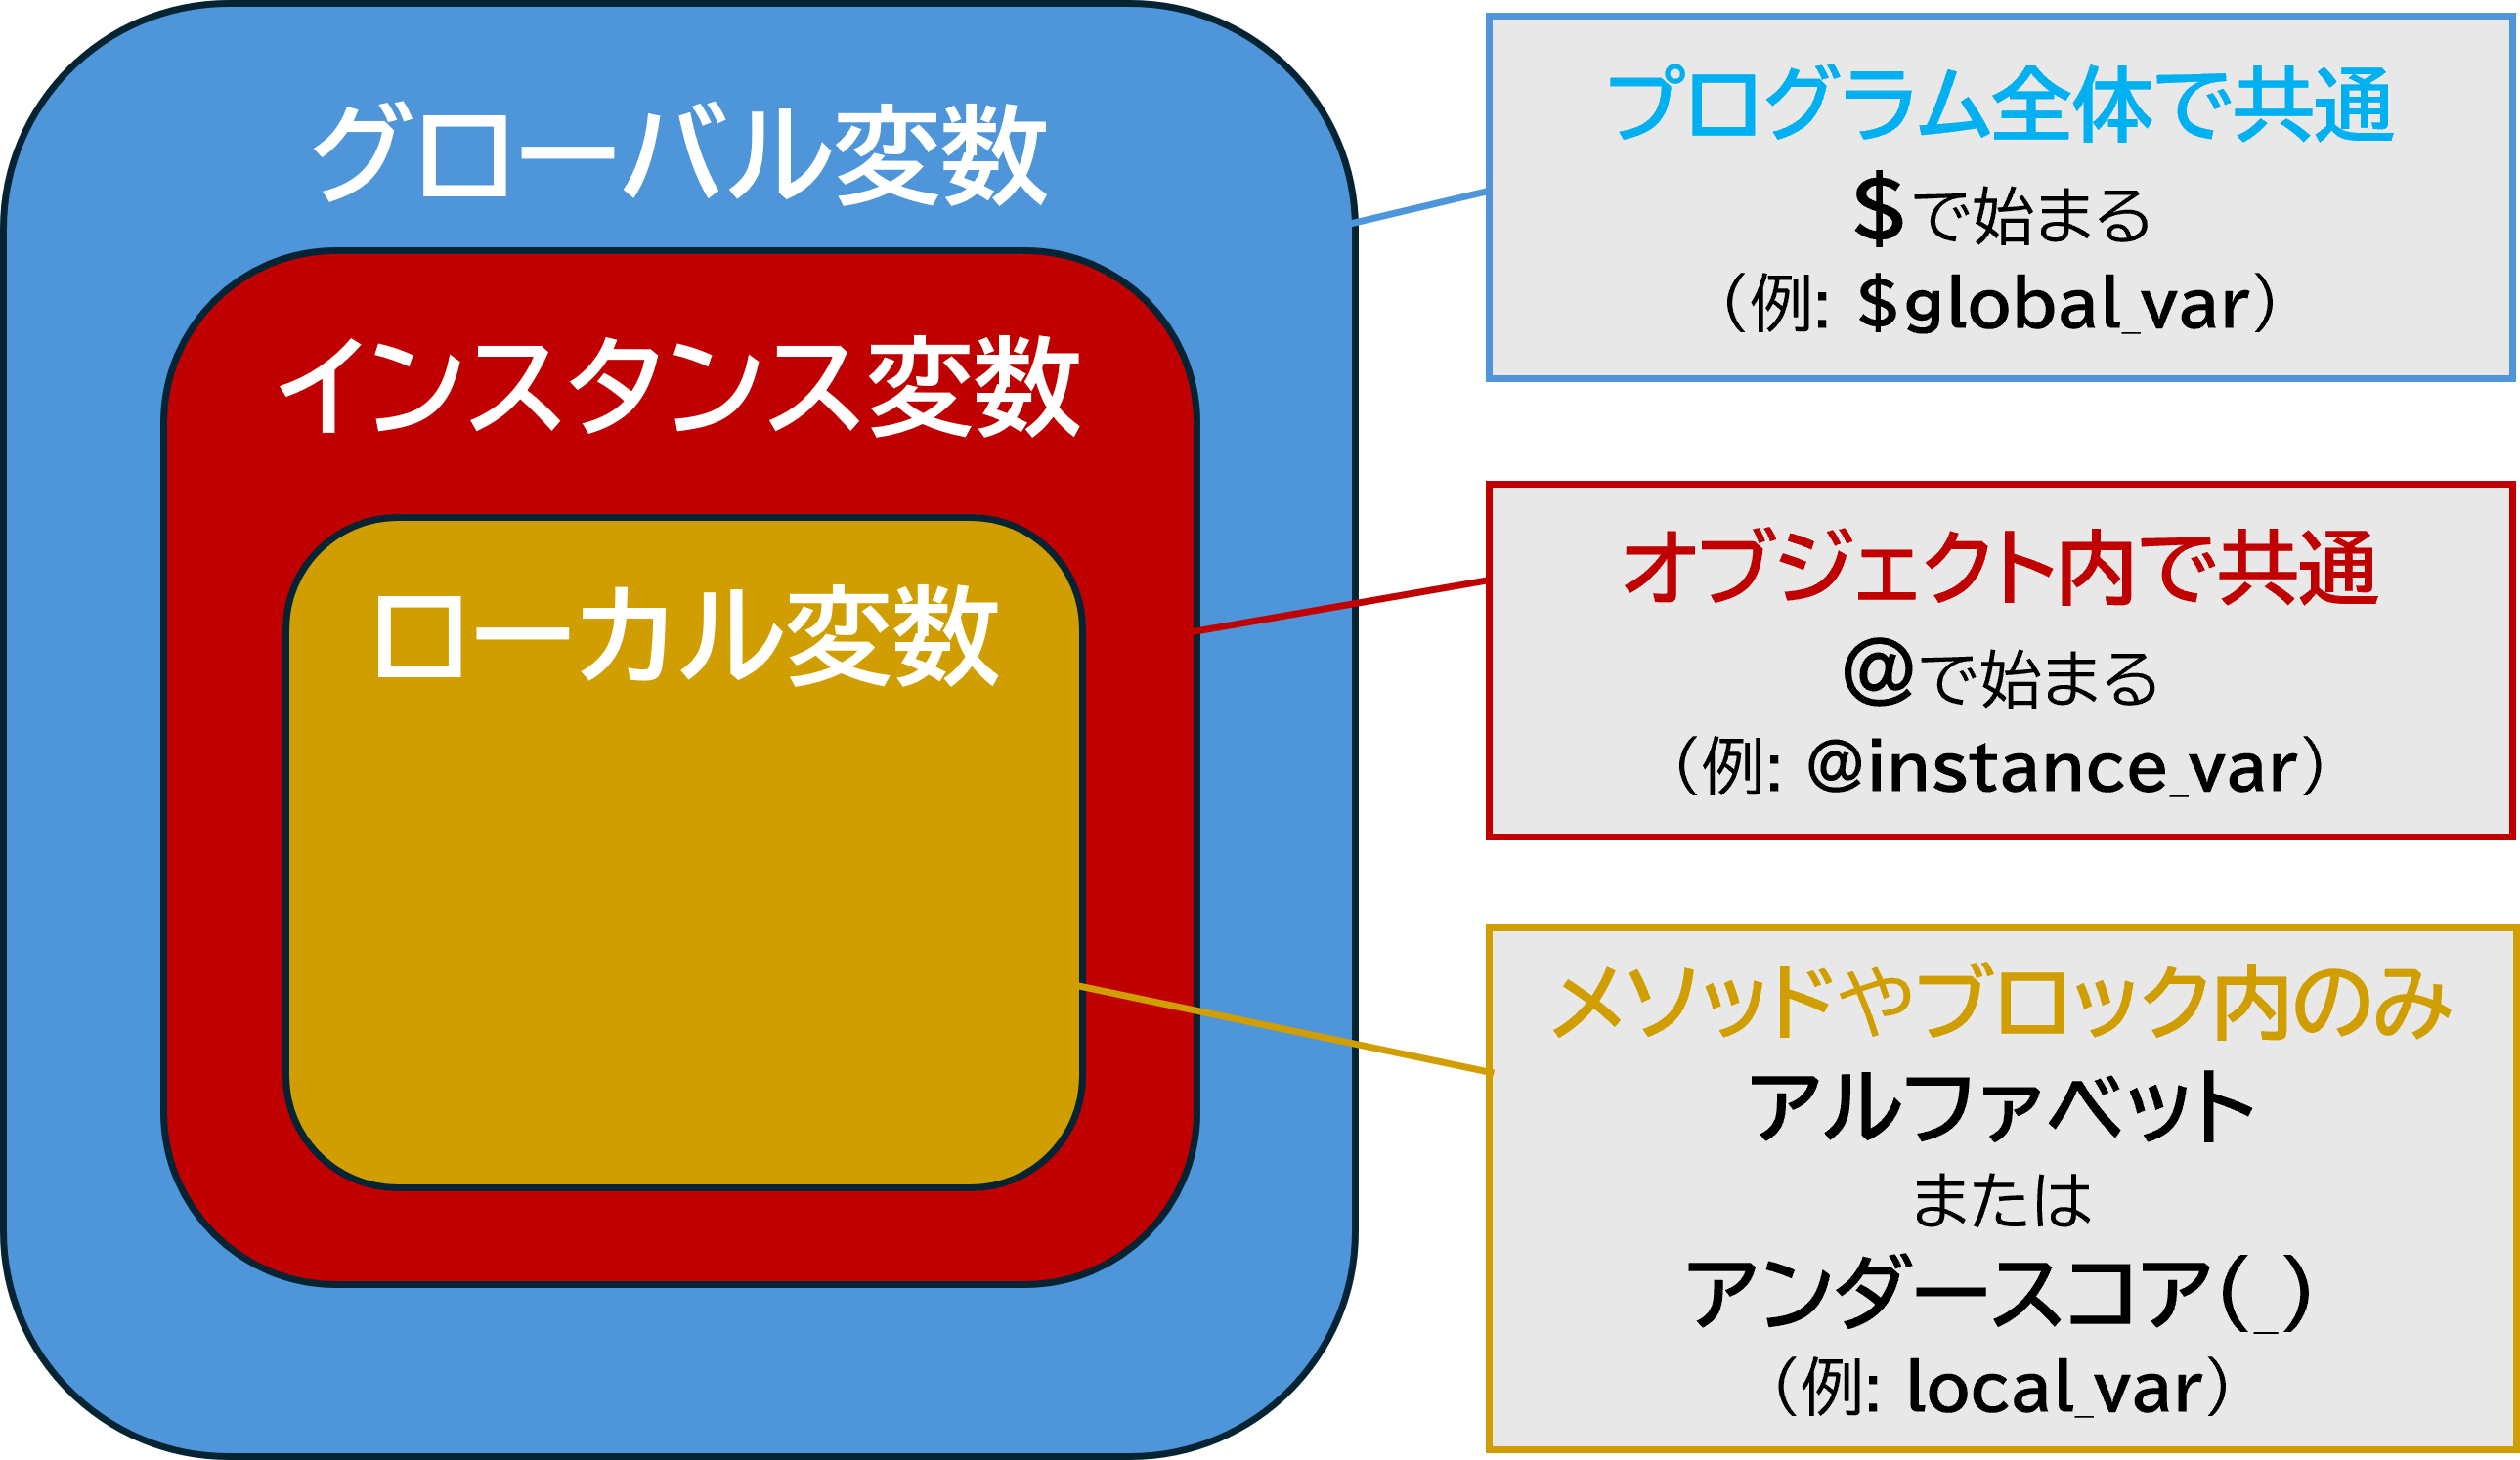 グローバル変数
インスタンス変数
ローカル変数
プログラム全体で共通
$で始まる
（例: $global_var）
オブジェクト内で共通
@で始まる
（例: @instance_var）
メソッドやブロック内のみ
アルファベット
または
アンダースコア(_)
（例: local_var）